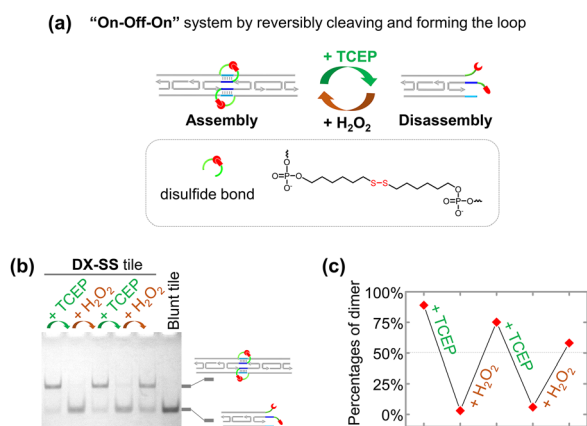 (a) "On-Off-On" system by reversibly cleaving and forming the loop
+ TCEP
+ H₂O₂
Assembly
Disassembly
disulfide bond
O
O P O
O⁻
S-S
O
O P O
O⁻
(b)
DX-SS tile
+ TCEP
+ H₂O₂
+ TCEP
+ H₂O₂
Blunt tile
(c)
Percentages of dimer
100%
75%
50%
25%
0%
+ TCEP
+ H₂O₂
+ TCEP
+ H₂O₂